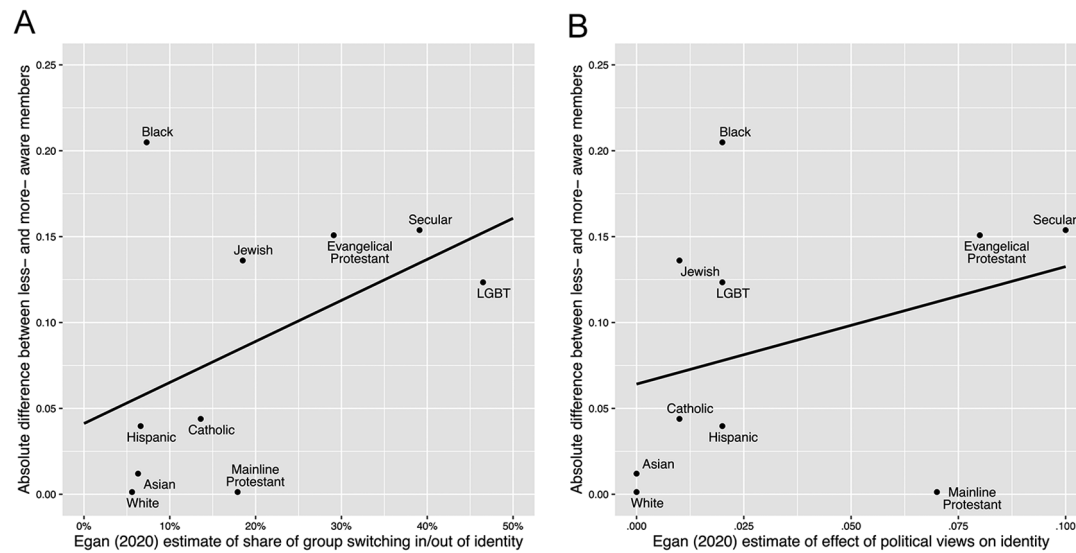 A
Absolute difference between less− and more− aware members
0.25
0.20
0.15
0.10
0.05
0.00
Black
Secular
Evangelical
Protestant
Jewish
LGBT
Catholic
Hispanic
Mainline
Protestant
Asian
White
0%
10%
20%
30%
40%
50%
Egan (2020) estimate of share of group switching in/out of identity
B
Absolute difference between less− and more− aware members
0.25
0.20
0.15
0.10
0.05
0.00
Black
Secular
Evangelical
Protestant
Jewish
LGBT
Catholic
Hispanic
Asian
White
Mainline
Protestant
.000
.025
.050
.075
.100
Egan (2020) estimate of effect of political views on identity